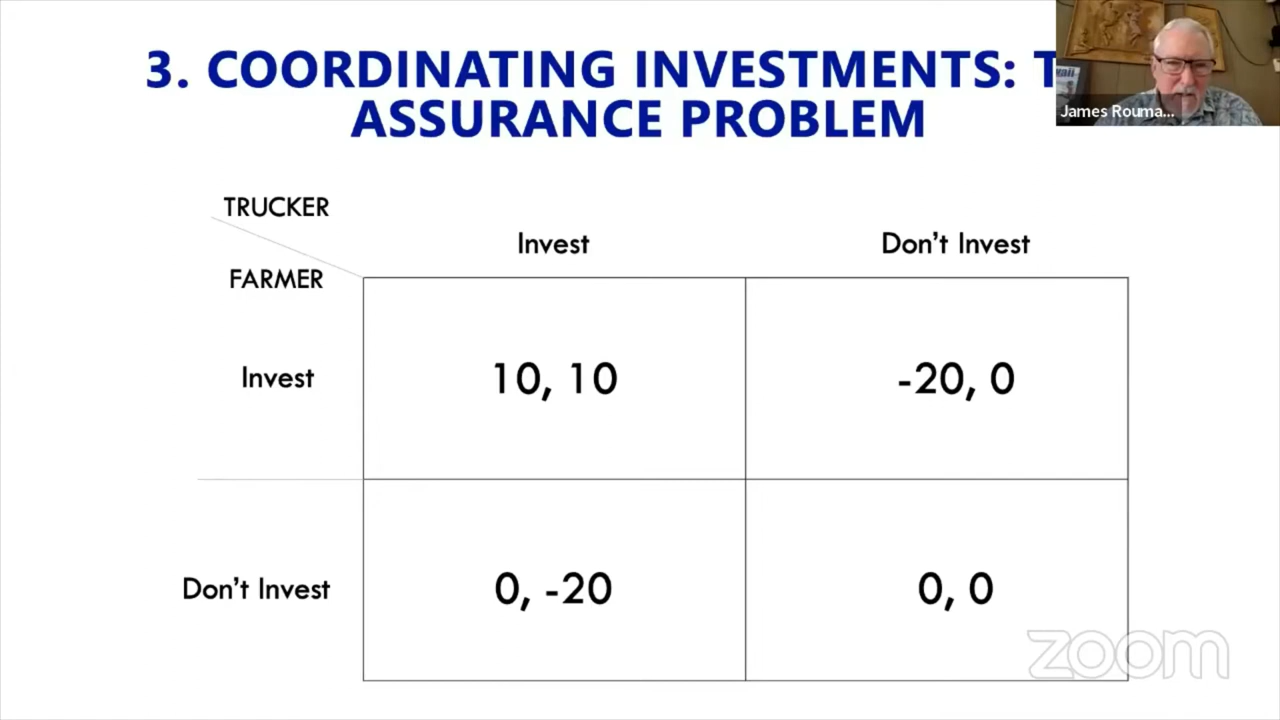 3. COORDINATING INVESTMENTS:
ASSURANCE PROBLEM
James Rouma...
TRUCKER
Invest
Don't Invest
FARMER
Invest
10, 10
-20, 0
Don't Invest
0, -20
0, 0
zoom